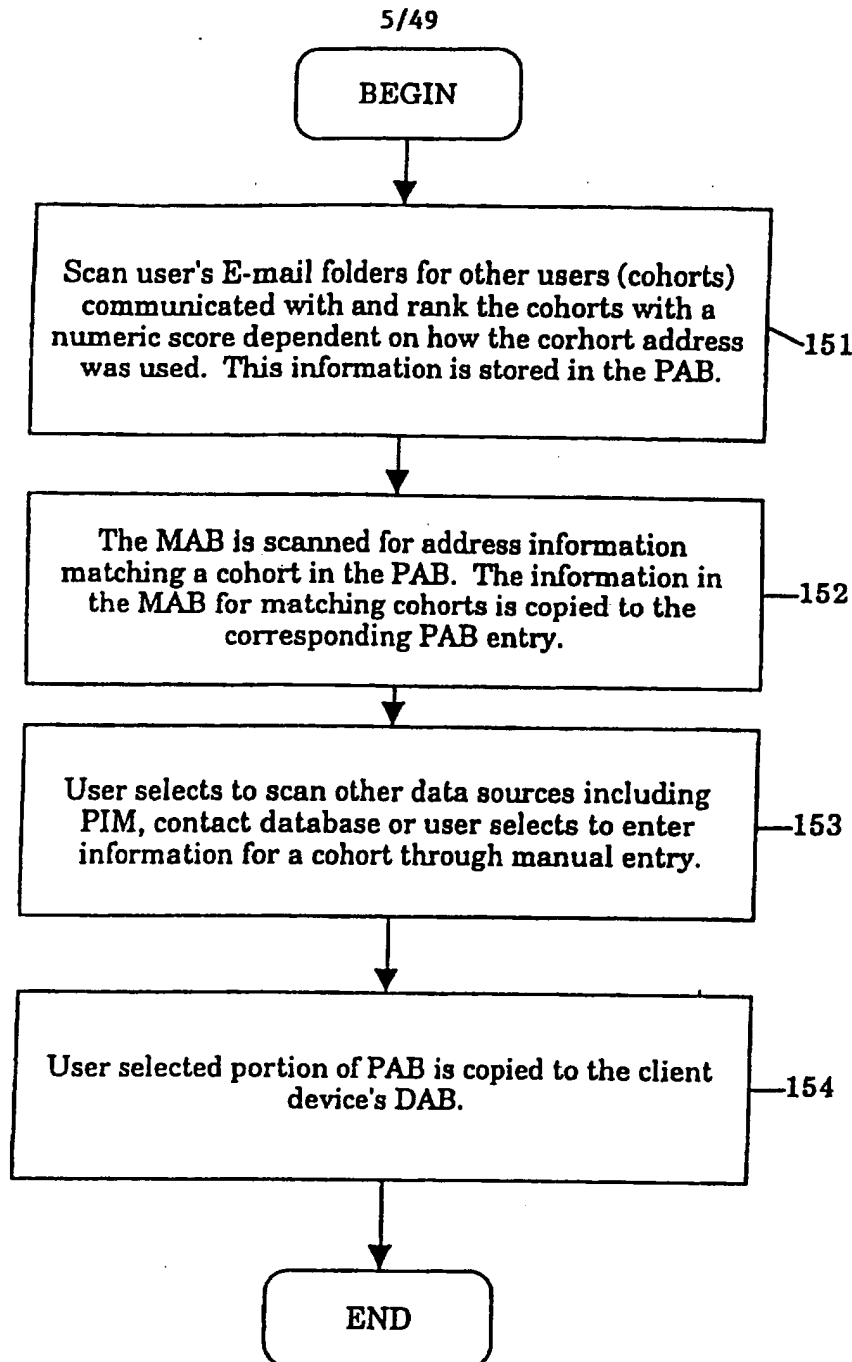 5/49
BEGIN
Scan user's E-mail folders for other users (cohorts)
communicated with and rank the cohorts with a
numeric score dependent on how the corhort address
was used. This information is stored in the PAB.
151
The MAB is scanned for address information
matching a cohort in the PAB. The information in
the MAB for matching cohorts is copied to the
corresponding PAB entry.
152
User selects to scan other data sources including
PIM, contact database or user selects to enter
information for a cohort through manual entry.
153
User selected portion of PAB is copied to the client
device's DAB.
154
END